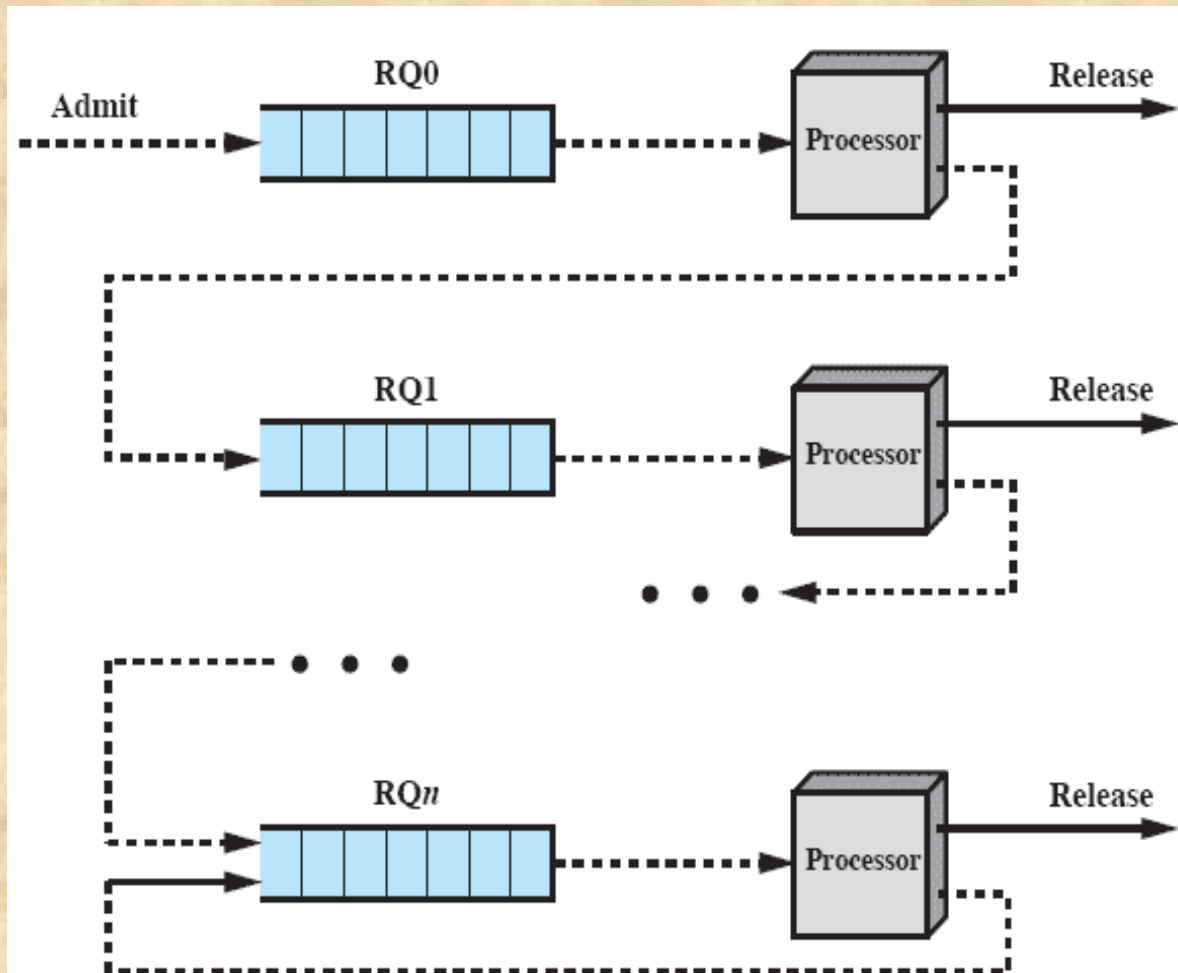 RQ0
Release
Admit
Processor
RQ1
Release
Processor
RQn
Release
Processor